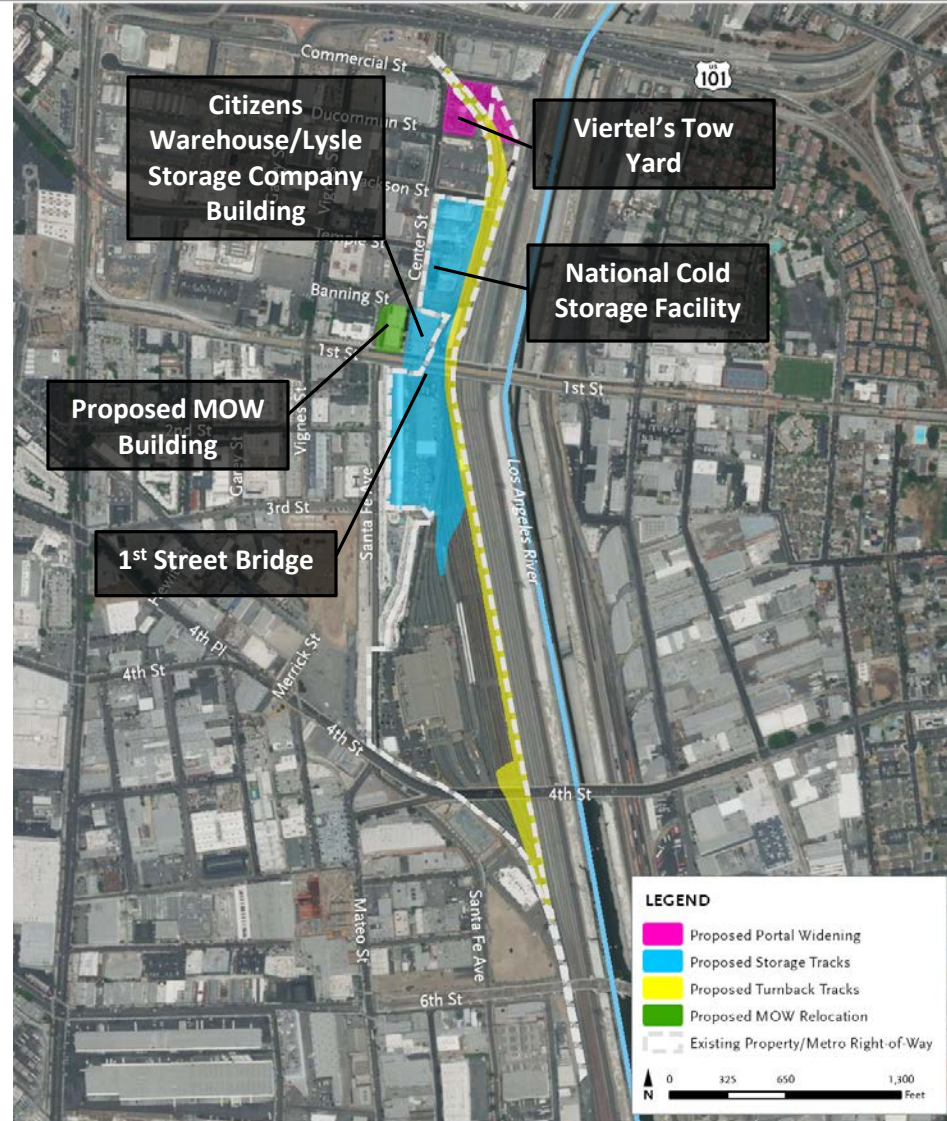 Commercial St
US
101
Citizens
Warehouse/Lysle
Storage Company
Building
Viertel's Tow
Yard
Ducommun St
Jackson St
Vignes St
Center St
Temple St
National Cold
Storage Facility
Banning St
1st St
1st St
Proposed MOW
Building
2nd St
Vignes St
Garey St
Santa Fe Ave
3rd St
Los Angeles River
1st Street Bridge
4th Pl
Merrick St
4th St
4th St
4th St
Mateo St
Santa Fe Ave
6th St
LEGEND
Proposed Portal Widening
Proposed Storage Tracks
Proposed Turnback Tracks
Proposed MOW Relocation
Existing Property/Metro Right-of-Way
N
0 325 650 1,300
Feet